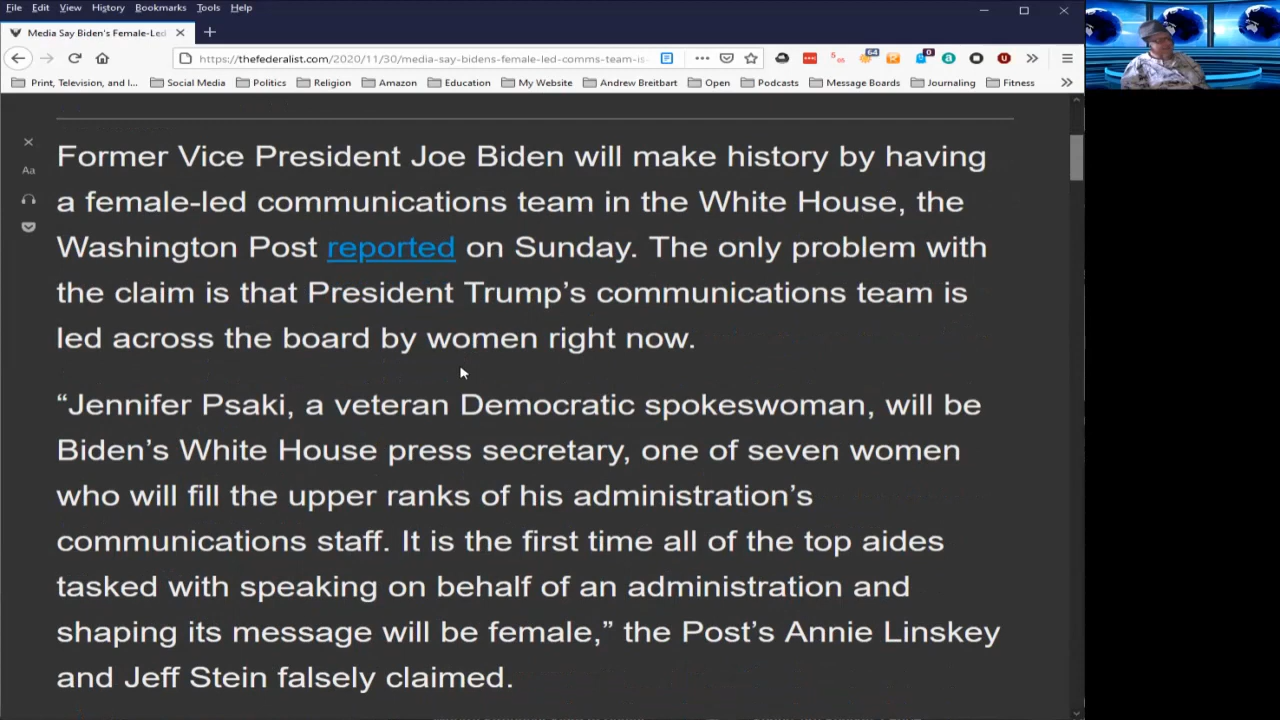 File Edit View History Bookmarks Tools Help
Media Say Biden's Female-Led
https://thefederalist.com/2020/11/30/media-say-bidens-female-led-comms-team-is-
64 0
Print, Television, and I... Social Media Politics Religion Amazon Education My Website Andrew Breitbart Open Podcasts Message Boards Journaling Fitness
Former Vice President Joe Biden will make history by having
a female-led communications team in the White House, the
Aa
Washington Post reported on Sunday. The only problem with
the claim is that President Trump’s communications team is
led across the board by women right now.
“Jennifer Psaki, a veteran Democratic spokeswoman, will be
Biden’s White House press secretary, one of seven women
who will fill the upper ranks of his administration’s
communications staff. It is the first time all of the top aides
tasked with speaking on behalf of an administration and
shaping its message will be female,” the Post’s Annie Linskey
and Jeff Stein falsely claimed.